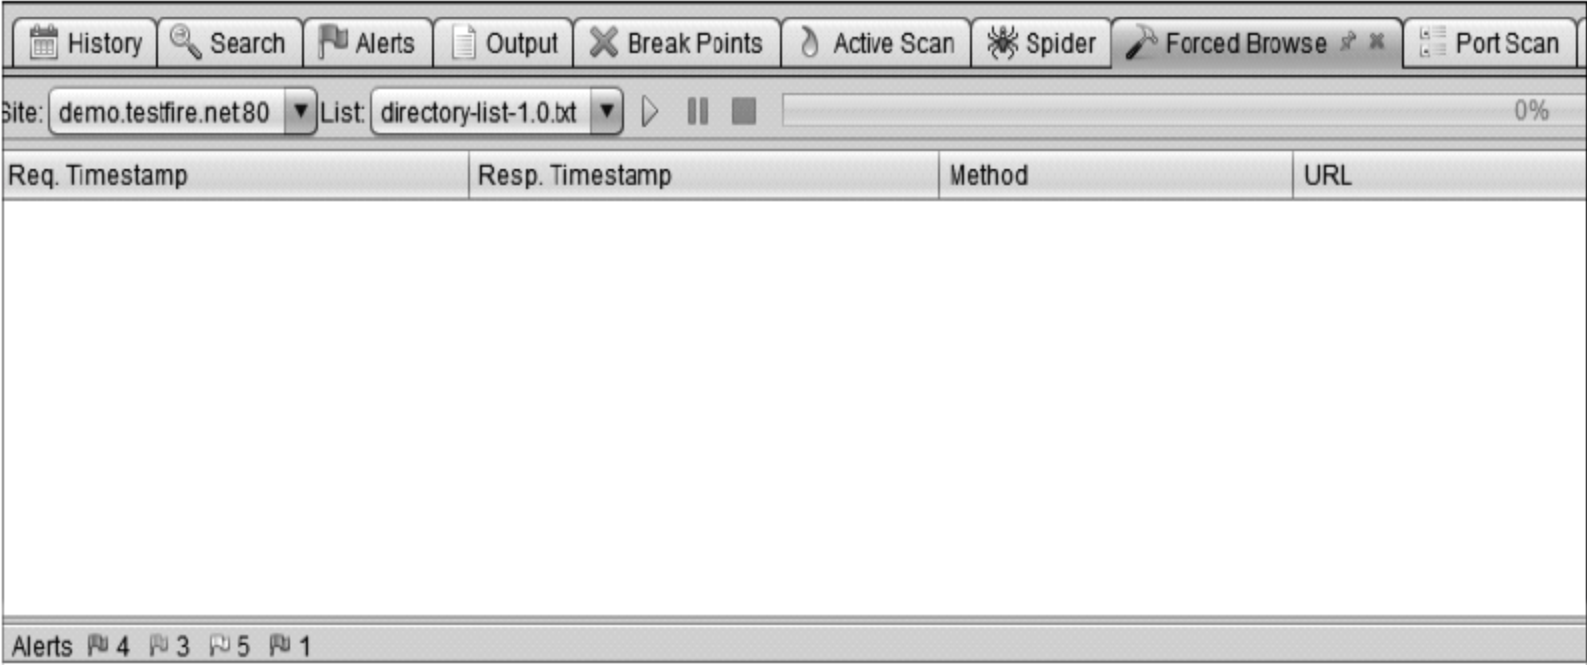 History Search Alerts Output Break Points Active Scan Spider Forced Browse Port Scan
Site: demo.testfire.net:80 List: directory-list-1.0.txt 0%
Req. Timestamp Resp. Timestamp Method URL
Alerts 4 3 5 1